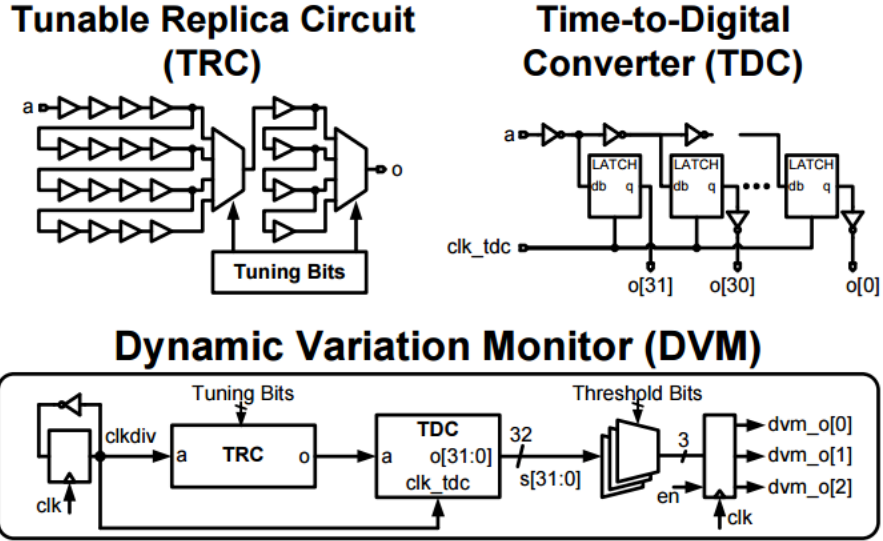 Tunable Replica Circuit
(TRC)
Time-to-Digital
Converter (TDC)
a
o
Tuning Bits
a
LATCH
db q
LATCH
db q
LATCH
db q
clk_tdc
o[31]
o[30]
o[0]
Dynamic Variation Monitor (DVM)
Tuning Bits
Threshold Bits
clkdiv
clk
a TRC o
TDC
a o[31:0]
clk_tdc
32
s[31:0]
3
en
clk
dvm_o[0]
dvm_o[1]
dvm_o[2]